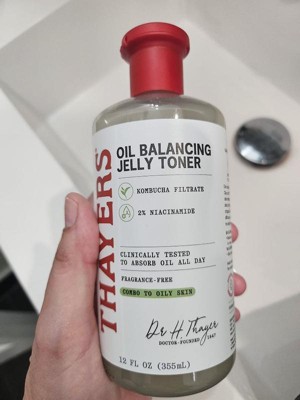 THAYERS
OIL BALANCING
JELLY TONER
KOMBUCHA FILTRATE
2% NIACINAMIDE
CLINICALLY TESTED
TO ABSORB OIL ALL DAY
FRAGRANCE-FREE
COMBO TO OILY SKIN
Dr H. Thayer
DOCTOR-FOUNDED 1847
12 FL OZ (355mL)